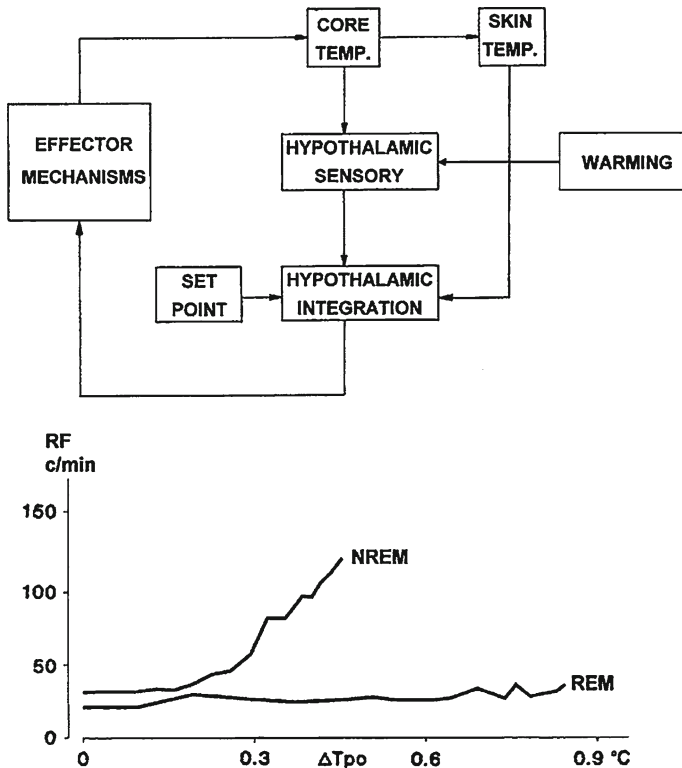 CORE
TEMP.
SKIN
TEMP.
EFFECTOR
MECHANISMS
HYPOTHALAMIC
SENSORY
WARMING
SET
POINT
HYPOTHALAMIC
INTEGRATION
RF
c/min
150
100
50
0
NREM
REM
0
0.3
ΔTpo
0.6
0.9 °C